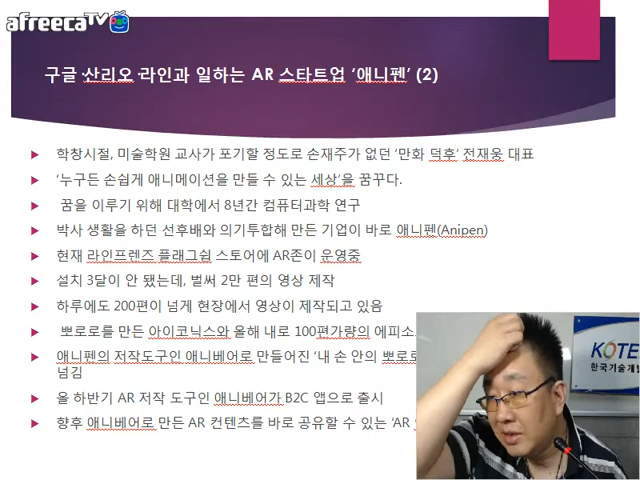 afreecaTV
구글 산리오 라인과 일하는 AR 스타트업 '애니펜' (2)
학창시절, 미술학원 교사가 포기할 정도로 손재주가 없던 '만화 덕후' 전재웅 대표
'누구든 손쉽게 애니메이션을 만들 수 있는 세상'을 꿈꾸다.
꿈을 이루기 위해 대학에서 8년간 컴퓨터과학 연구
박사 생활을 하던 선후배와 의기투합해 만든 기업이 바로 애니펜(Anipen)
현재 라인프렌즈 플래그쉽 스토어에 AR존이 운영중
설치 3달이 안 됐는데, 벌써 2만 편의 영상 제작
하루에도 200편이 넘게 현장에서 영상이 제작되고 있음
뽀로로를 만든 아이코닉스와 올해 내로 100편가량의 에피소
애니펜의 저작도구인 애니베어로 만들어진 '내 손 안의 뽀로로
넘김
올 하반기 AR 저작 도구인 애니베어가 B2C 앱으로 출시
향후 애니베어로 만든 AR 컨텐츠를 바로 공유할 수 있는 'AR
KOTE
한국기술개발